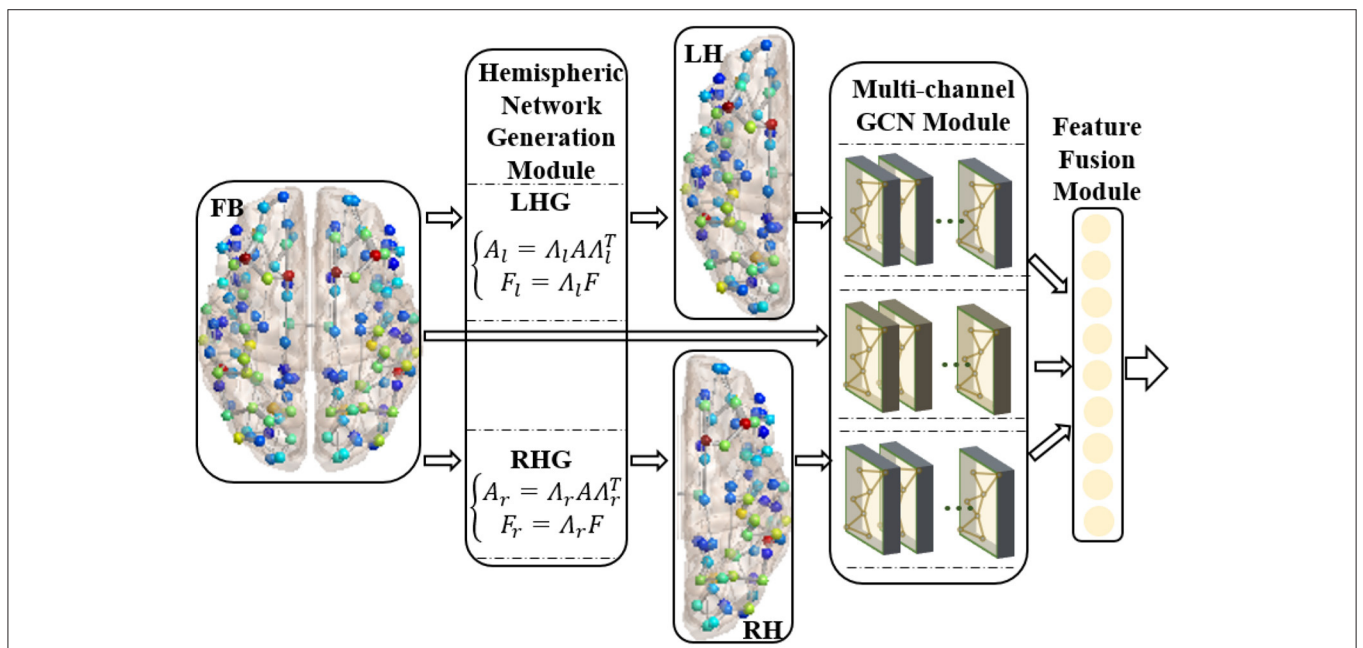 FB
Hemispheric
Network
Generation
Module
LHG
A_l = Λ_l A Λ_l^T
F_l = Λ_l F
RHG
A_r = Λ_r A Λ_r^T
F_r = Λ_r F
LH
RH
Multi-channel
GCN Module
Feature
Fusion
Module